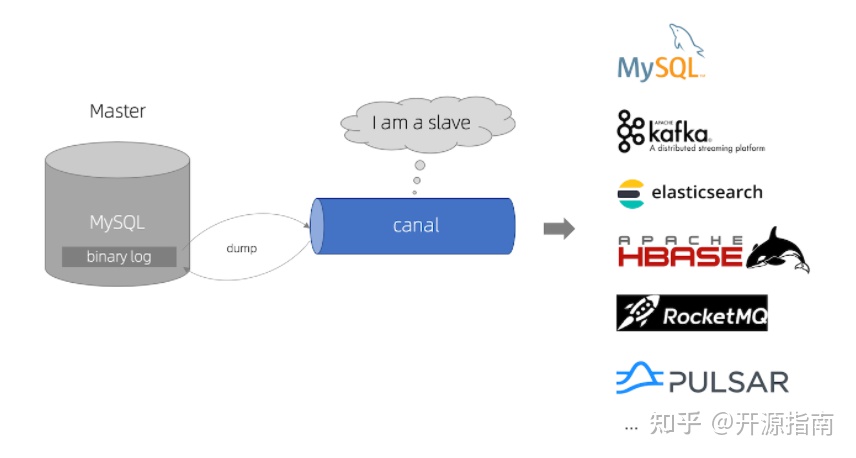 Master
MySQL
binary log
dump
I am a slave
canal
MySQL
APACHE
kafka
A distributed streaming platform
elasticsearch
APACHE
HBASE
RocketMQ
PULSAR
...
知乎 @开源指南